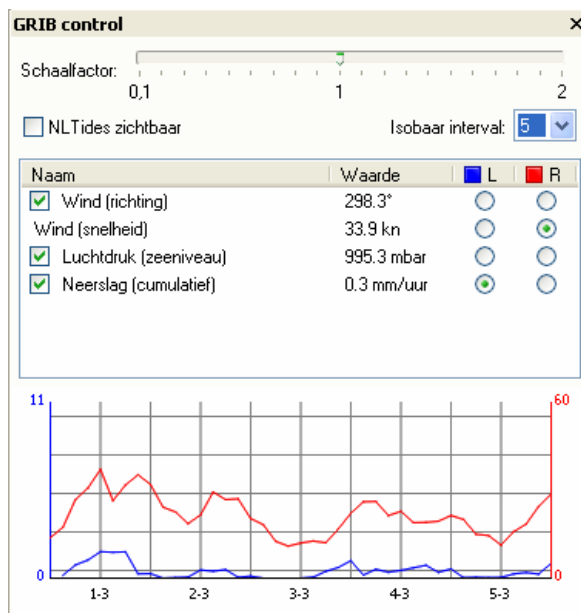 GRIB control
Schaalfactor:
0,1 1 2
NLTides zichtbaar Isobaar interval: 5
Naam Waarde L R
Wind (richting) 298.3°
Wind (snelheid) 33.9 kn
Luchtdruk (zeeniveau) 995.3 mbar
Neerslag (cumulatief) 0.3 mm/uur
11 60
0 0
1-3 2-3 3-3 4-3 5-3